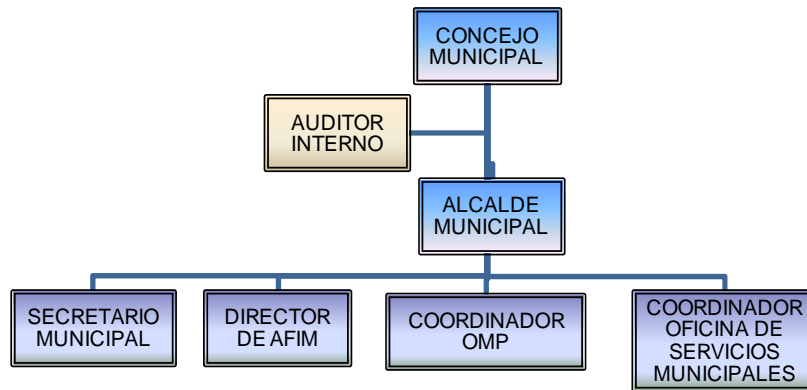 CONCEJO
MUNICIPAL
AUDITOR
INTERNO
ALCALDE
MUNICIPAL
SECRETARIO
MUNICIPAL
DIRECTOR
DE AFIM
COORDINADOR
OMP
COORDINADOR
OFICINA DE
SERVICIOS
MUNICIPALES